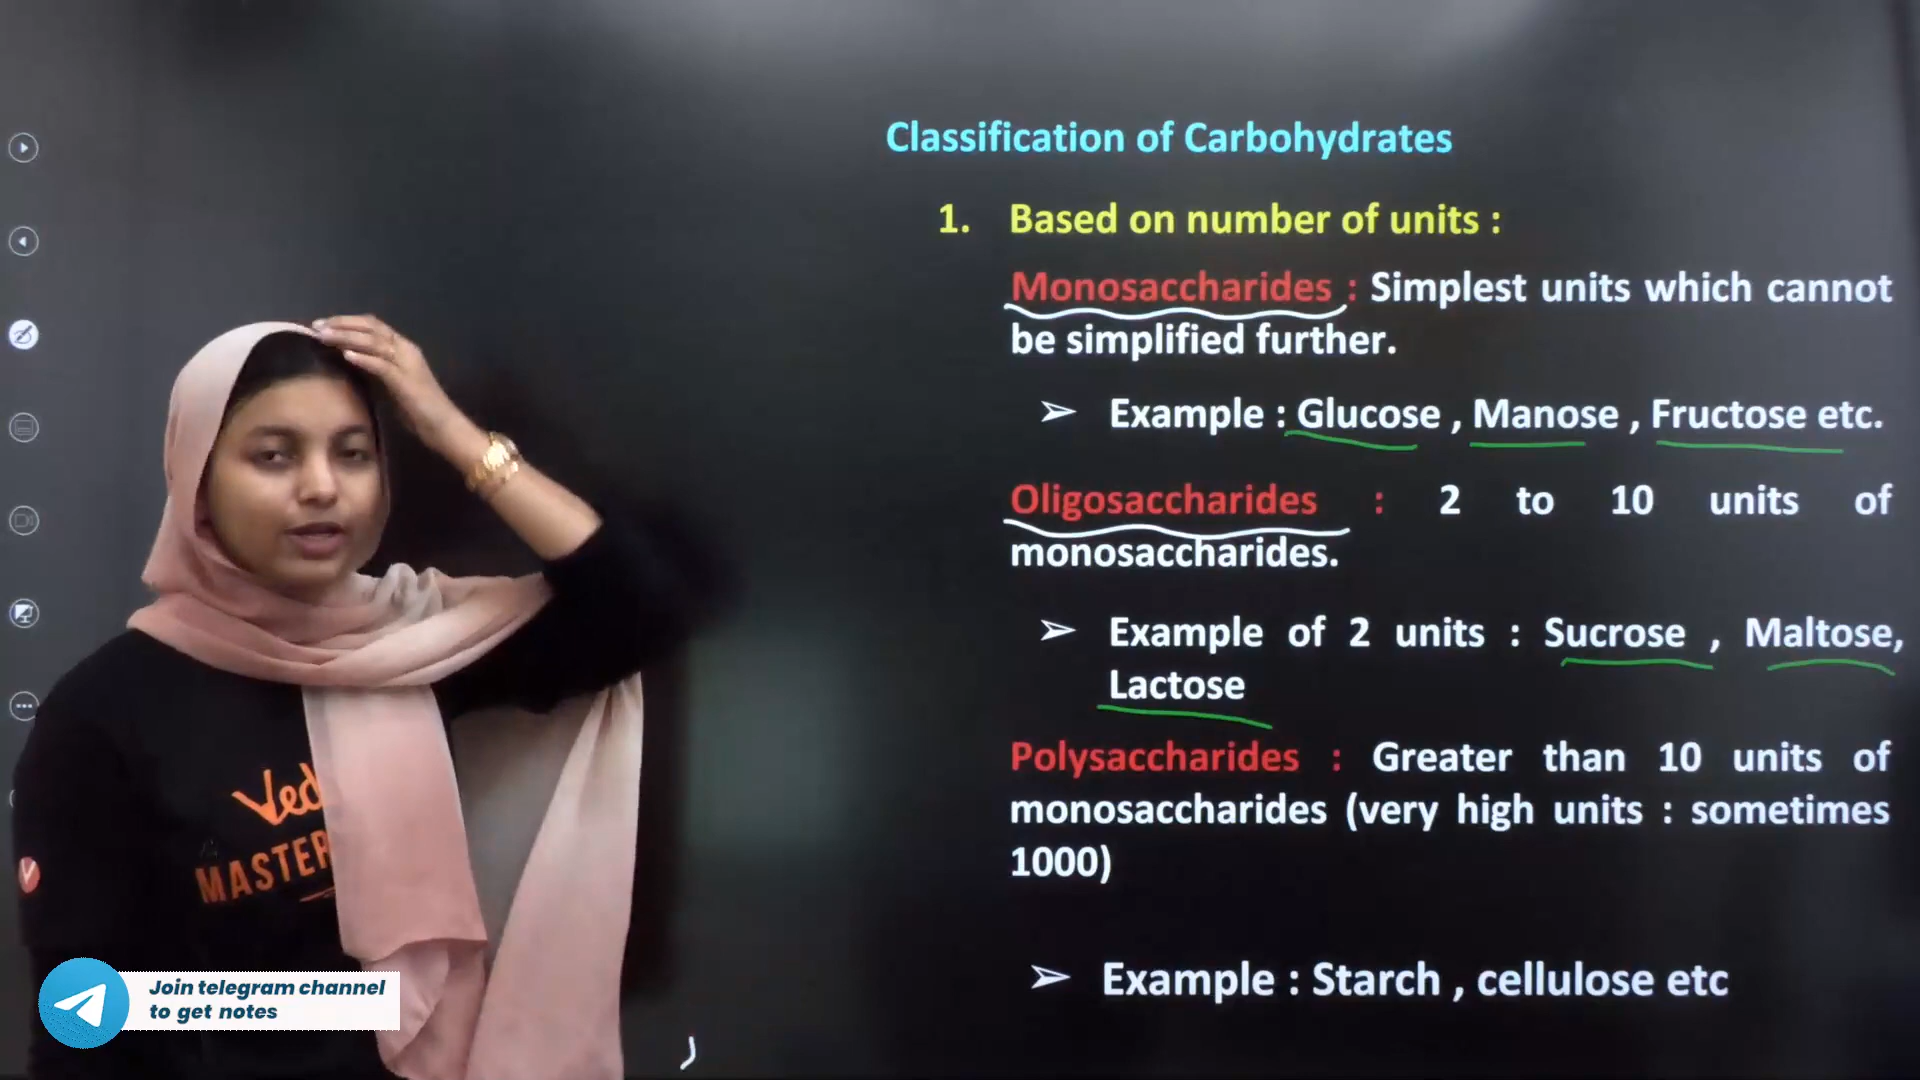 Classification of Carbohydrates
1. Based on number of units :
Monosaccharides : Simplest units which cannot
be simplified further.
➢ Example : Glucose , Manose , Fructose etc.
Oligosaccharides : 2 to 10 units of
monosaccharides.
➢ Example of 2 units : Sucrose , Maltose,
Lactose
Polysaccharides : Greater than 10 units of
monosaccharides (very high units : sometimes
1000)
➢ Example : Starch , cellulose etc
Ved
MASTER
V
Join telegram channel
to get notes